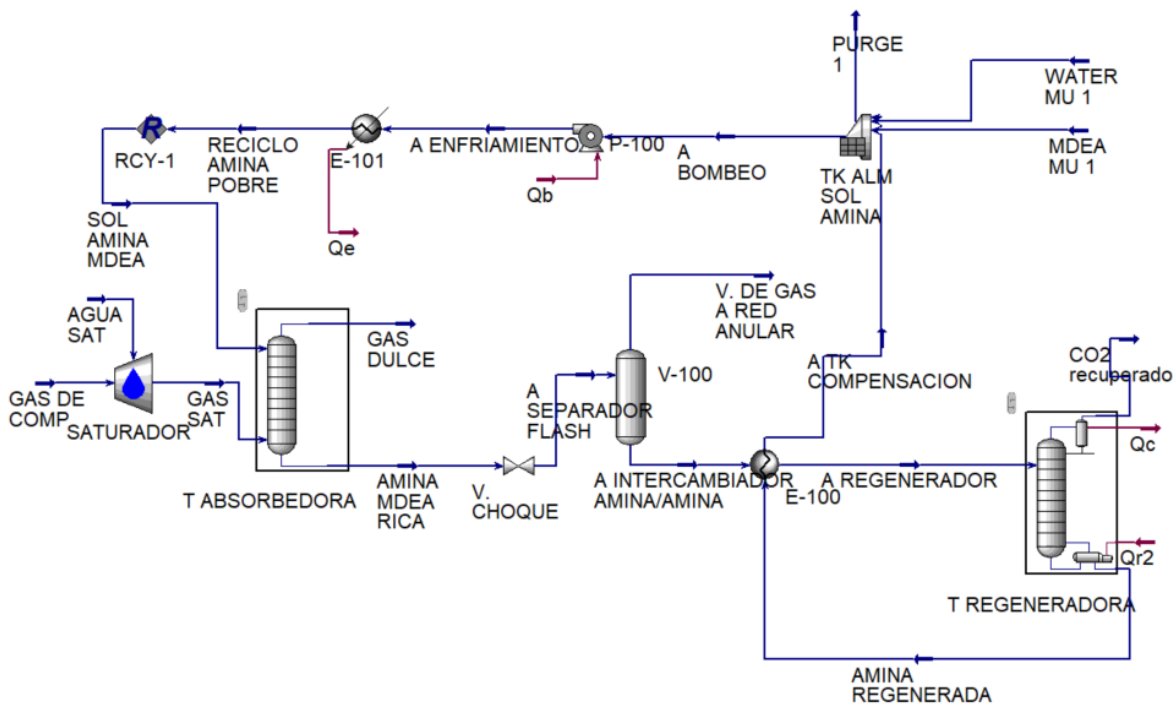 PURGE
1
WATER
MU 1
MDEA
MU 1
R
RCY-1
RECICLO
AMINA
POBRE
E-101
A ENFRIAMIENTO
P-100
A
BOMBEO
TK ALM
SOL
AMINA
Qb
Qe
SOL
AMINA
MDEA
AGUA
SAT
GAS DE
COMP
SATURADOR
GAS
SAT
GAS
DULCE
T ABSORBEDORA
AMINA
MDEA
RICA
V.
CHOQUE
A
SEPARADOR
FLASH
V. DE GAS
A RED
ANULAR
V-100
A INTERCAMBIADOR
AMINA/AMINA
E-100
A TK
COMPENSACION
A REGENERADOR
CO2
recuperado
Qc
Qr2
T REGENERADORA
AMINA
REGENERADA